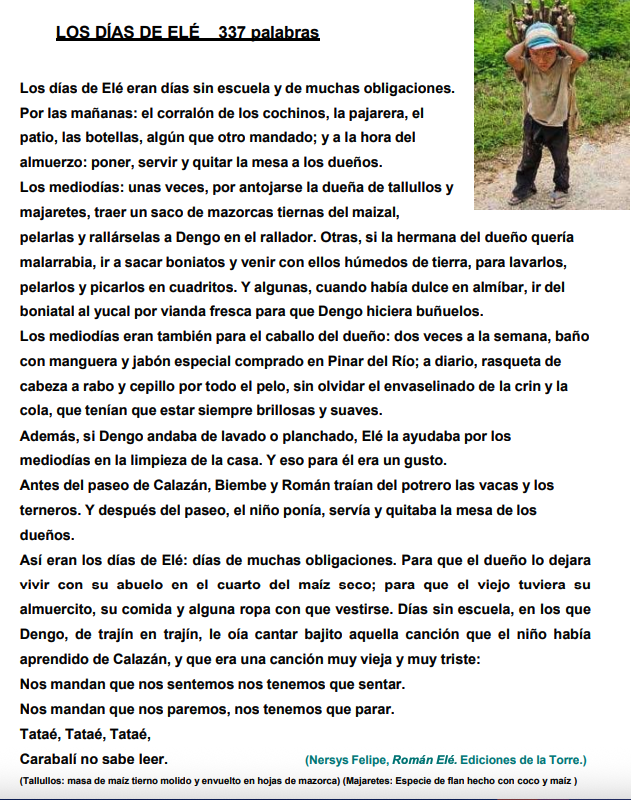 LOS DÍAS DE ELÉ 337 palabras
Los días de Elé eran días sin escuela y de muchas obligaciones.
Por las mañanas: el corralón de los cochinos, la pajarera, el
patio, las botellas, algún que otro mandado; y a la hora del
almuerzo: poner, servir y quitar la mesa a los dueños.
Los mediodías: unas veces, por antojarse la dueña de tallullos y
majaretes, traer un saco de mazorcas tiernas del maizal,
pelarlas y rallárselas a Dengo en el rallador. Otras, si la hermana del dueño quería
malarrabia, ir a sacar boniatos y venir con ellos húmedos de tierra, para lavarlos,
pelarlos y picarlos en cuadritos. Y algunas, cuando había dulce en almíbar, ir del
boniatal al yucal por vianda fresca para que Dengo hiciera buñuelos.
Los mediodías eran también para el caballo del dueño: dos veces a la semana, baño
con manguera y jabón especial comprado en Pinar del Río; a diario, rasqueta de
cabeza a rabo y cepillo por todo el pelo, sin olvidar el envaselinado de la crin y la
cola, que tenían que estar siempre brillosas y suaves.
Además, si Dengo andaba de lavado o planchado, Elé la ayudaba por los
mediodías en la limpieza de la casa. Y eso para él era un gusto.
Antes del paseo de Calazán, Biembe y Román traían del potrero las vacas y los
terneros. Y después del paseo, el niño ponía, servía y quitaba la mesa de los
dueños.
Así eran los días de Elé: días de muchas obligaciones. Para que el dueño lo dejara
vivir con su abuelo en el cuarto del maíz seco; para que el viejo tuviera su
almuercito, su comida y alguna ropa con que vestirse. Días sin escuela, en los que
Dengo, de trajín en trajín, le oía cantar bajito aquella canción que el niño había
aprendido de Calazán, y que era una canción muy vieja y muy triste:
Nos mandan que nos sentemos nos tenemos que sentar.
Nos mandan que nos paremos, nos tenemos que parar.
Tataé, Tataé, Tataé,
Carabalí no sabe leer. (Nersys Felipe, Román Elé. Ediciones de la Torre.)
(Tallullos: masa de maíz tierno molido y envuelto en hojas de mazorca) (Majaretes: Especie de flan hecho con coco y maíz )